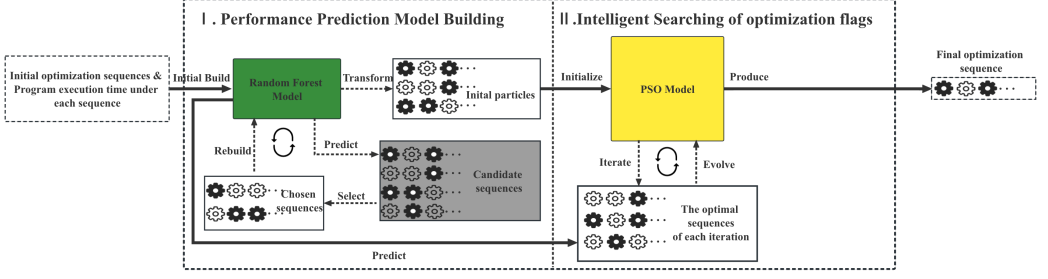 Ⅰ. Performance Prediction Model Building
Ⅱ.Intelligent Searching of optimization flags
Initial optimization sequences &
Program execution time under
each sequence
Initial Build
Random Forest
Model
Transform
Inital particles
Initialize
PSO Model
Produce
Final optimization
sequence
Rebuild
Predict
Candidate
sequences
Select
Chosen
sequences
Iterate
Evolve
The optimal
sequences
of each iteration
Predict